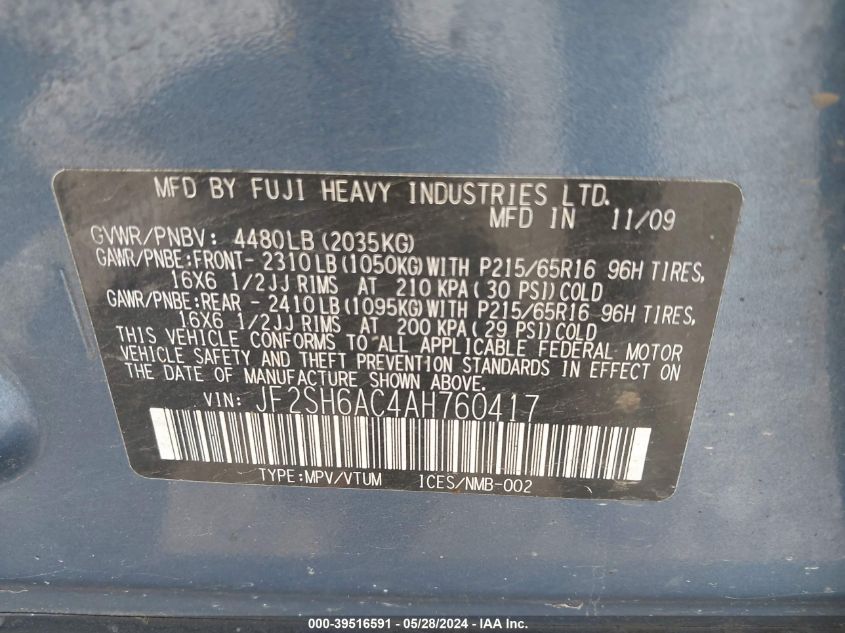 MFD BY FUJI HEAVY INDUSTRIES LTD.
MFD IN 11/09
GVWR/PNBV: 4480LB(2035KG)
GAWR/PNBE:FRONT-2310LB(1050KG)WITH P215/65R16 96H TIRES,
16X6 1/2JJ RIMS AT 210 KPA(30 PSI)COLD
GAWR/PNBE:REAR -2410LB(1095KG)WITH P215/65R16 96H TIRES,
16X6 1/2JJ RIMS AT 200 KPA(29 PSI)COLD
THIS VEHICLE CONFORMS TO ALL APPLICABLE FEDERAL MOTOR
VEHICLE SAFETY AND THEFT PREVENTION STANDARDS IN EFFECT ON
THE DATE OF MANUFACTURE SHOWN ABOVE.
VIN: JF2SH6AC4AH760417
TYPE:MPV/VTUM ICES/NMB-002
000-39516591 - 05/28/2024 - IAA Inc.